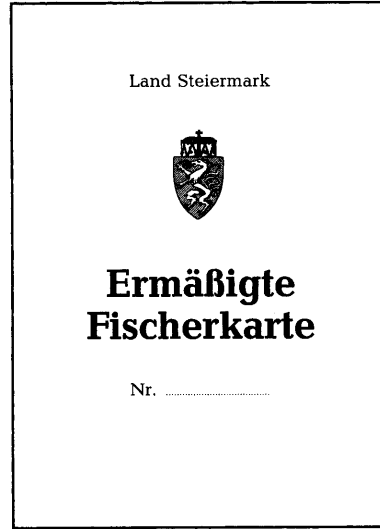 Land Steiermark
Ermäßigte
Fischerkarte
Nr. ................................